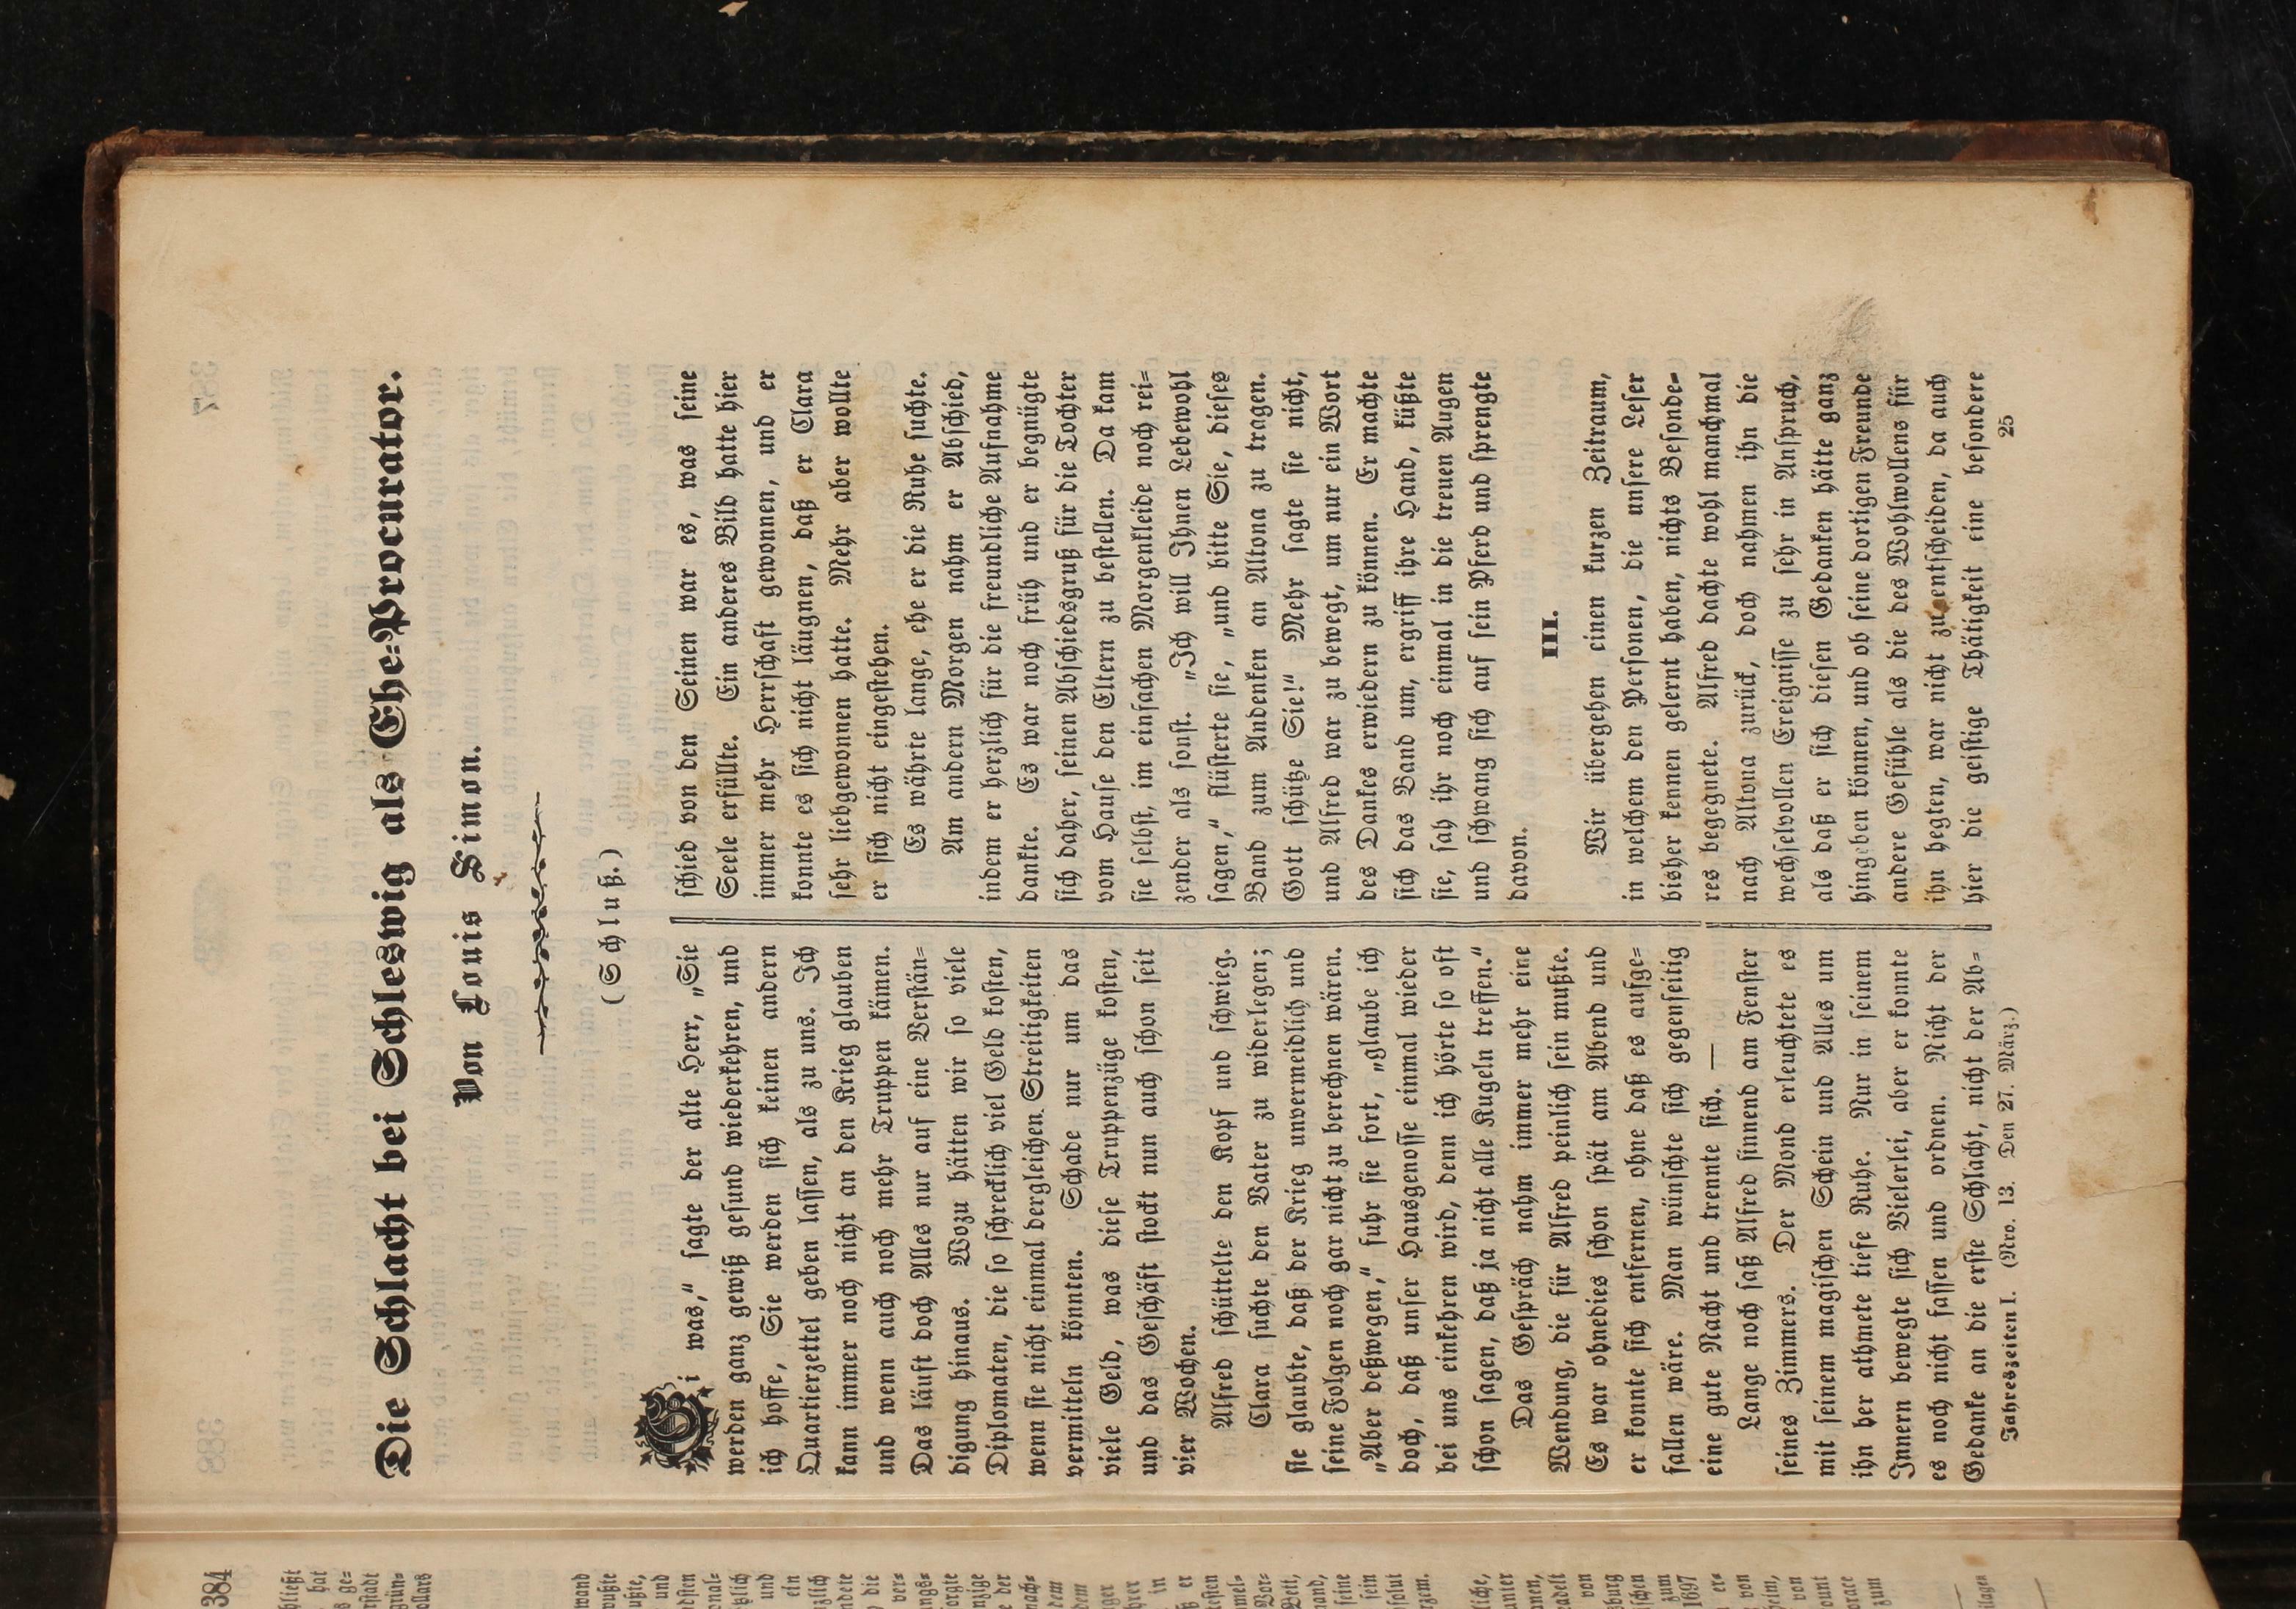 Die Schlacht bei Schleswig als Ehe-Procurator.
Von Louis Simon.
(Schluß.)
Ei was,“ sagte der alte Herr, „Sie
werden ganz gewiß gesund wiederkehren, und
ich hoffe, Sie werden sich keinen andern
Quartierzettel geben lassen, als zu uns. Ich
kann immer noch nicht an den Krieg glauben
und wenn auch noch mehr Truppen kämen.
Das läuft doch Alles nur auf eine Verstän-
digung hinaus. Wozu hätten wir so viele
Diplomaten, die so schrecklich viel Geld kosten,
wenn sie nicht einmal dergleichen Streitigkeiten
vermitteln könnten. Schade nur um das
viele Geld, was diese Truppenzüge kosten,
und das Geschäft stockt nun auch schon seit
vier Wochen.
Alfred schüttelte den Kopf und schwieg.
Clara suchte den Vater zu widerlegen;
sie glaubte, daß der Krieg unvermeidlich und
seine Folgen noch gar nicht zu berechnen wären.
„Aber deßwegen,“ fuhr sie fort, „glaube ich
doch, daß unser Hausgenosse einmal wieder
bei uns einkehren wird, denn ich hörte so oft
schon sagen, daß ja nicht alle Kugeln treffen.“
Das Gespräch nahm immer mehr eine
Wendung, die für Alfred peinlich sein mußte.
Es war ohnedies schon spät am Abend und
er konnte sich entfernen, ohne daß es aufge-
fallen wäre. Man wünschte sich gegenseitig
eine gute Nacht und trennte sich. —
Lange noch saß Alfred sinnend am Fenster
seines Zimmers. Der Mond erleuchtete es
mit seinem magischen Schein und Alles um
ihn her athmete tiefe Ruhe. Nur in seinem
Innern bewegte sich Vielerlei, aber er konnte
es noch nicht fassen und ordnen. Nicht der
Gedanke an die erste Schlacht, nicht der Ab-
Jahreszeiten I. (Nro. 13. Den 27. März.)
schied von den Seinen war es, was seine
Seele erfüllte. Ein anderes Bild hatte hier
immer mehr Herrschaft gewonnen, und er
konnte es sich nicht läugnen, daß er Clara
sehr liebgewonnen hatte. Mehr aber wollte
er sich nicht eingestehen.
Es währte lange, ehe er die Ruhe suchte.
Am andern Morgen nahm er Abschied,
indem er herzlich für die freundliche Aufnahme
dankte. Es war noch früh und er begnügte
sich daher, seinen Abschiedsgruß für die Tochter
vom Hause den Eltern zu bestellen. Da kam
sie selbst, im einfachen Morgenkleide noch rei-
zender als sonst. „Ich will Ihnen Lebewohl
sagen,“ flüsterte sie, „und bitte Sie, dieses
Band zum Andenken an Altona zu tragen.
Gott schütze Sie!“ Mehr sagte sie nicht,
und Alfred war zu bewegt, um nur ein Wort
des Dankes erwiedern zu können. Er machte
sich das Band um, ergriff ihre Hand, küßte
sie, sah ihr noch einmal in die treuen Augen
und schwang sich auf sein Pferd und sprengte
davon.
III.
Wir übergehen einen kurzen Zeitraum,
in welchem den Personen, die unsere Leser
bisher kennen gelernt haben, nichts Besonde-
res begegnete. Alfred dachte wohl manchmal
nach Altona zurück, doch nahmen ihn die
wechselvollen Ereignisse zu sehr in Anspruch,
als daß er sich diesen Gedanken hätte ganz
hingeben können, und ob seine dortigen Freunde
andere Gefühle als die des Wohlwollens für
ihn hegten, war nicht zu entscheiden, da auch
hier die geistige Thätigkeit eine besondere
25
384